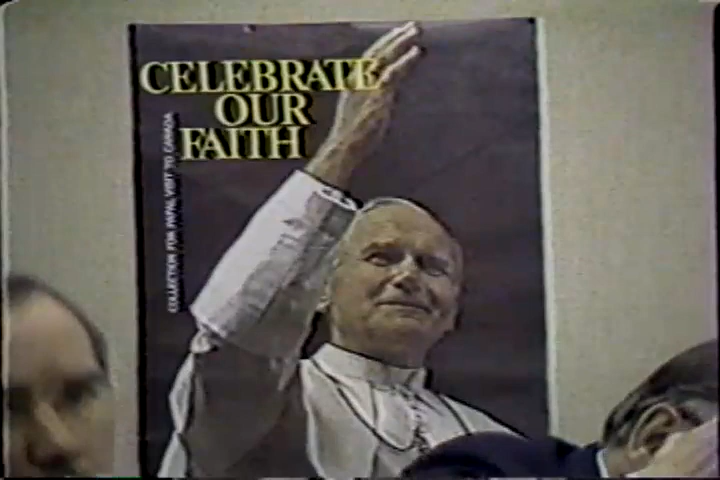 CELEBRATE
OUR
FAITH
COLLECTION FOR PAPAL VISIT TO CANADA